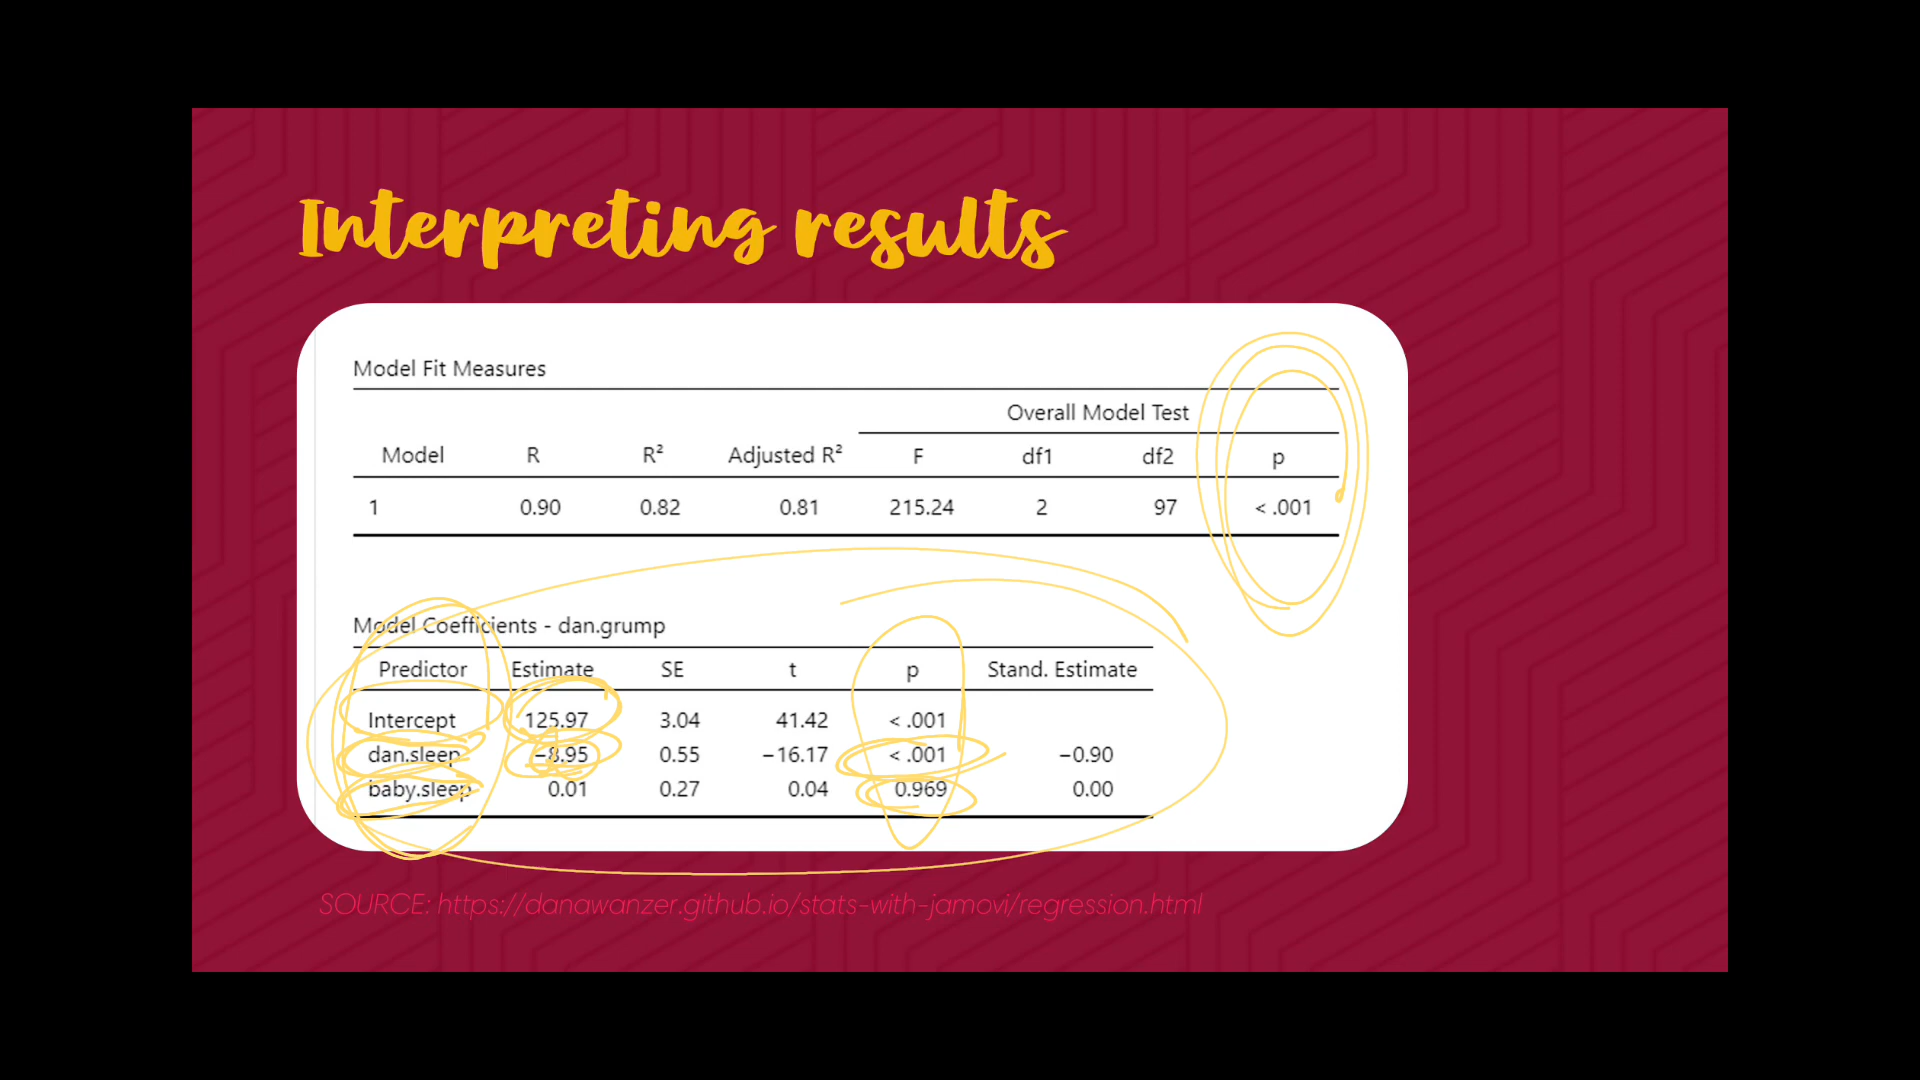 Interpreting results
Model Fit Measures
Overall Model Test
Model R R² Adjusted R² F df1 df2 p
1 0.90 0.82 0.81 215.24 2 97 < .001
Model Coefficients - dan.grump
Predictor Estimate SE t p Stand. Estimate
Intercept 125.97 3.04 41.42 < .001
dan.sleep −8.95 0.55 −16.17 < .001 −0.90
baby.sleep 0.01 0.27 0.04 0.969 0.00
SOURCE: https://danawanzer.github.io/stats-with-jamovi/regression.html